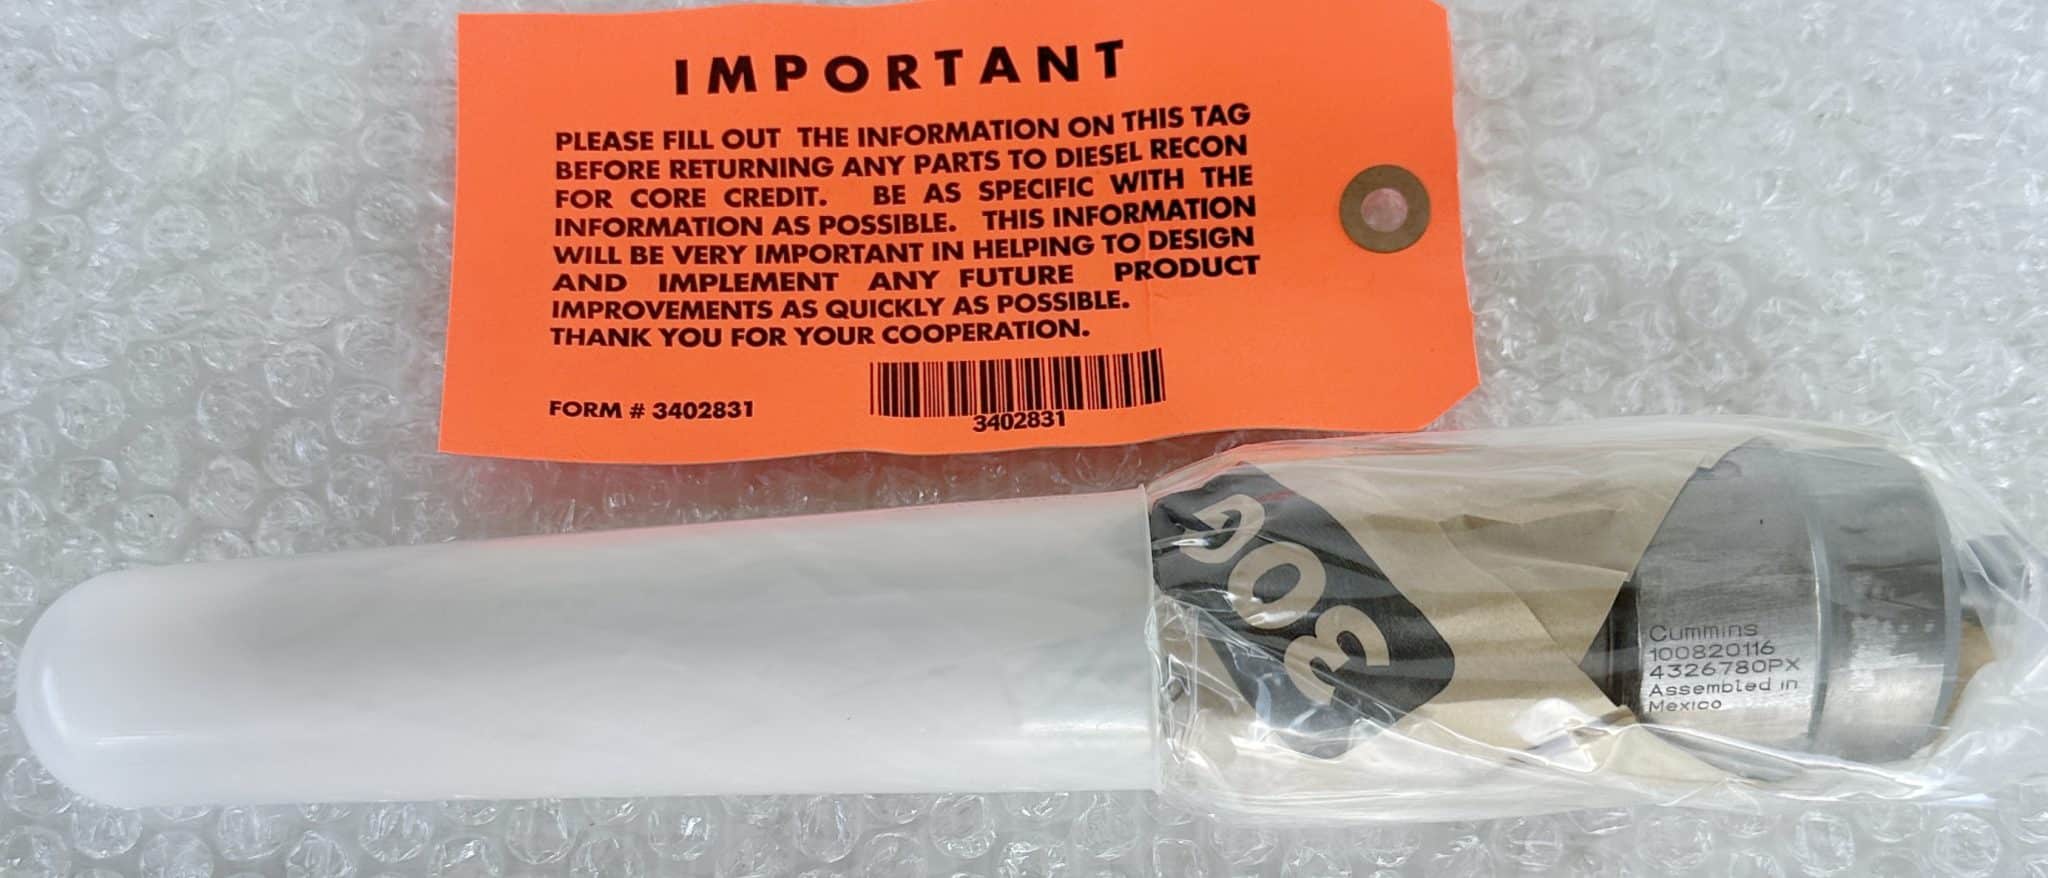 IMPORTANT
PLEASE FILL OUT THE INFORMATION ON THIS TAG
BEFORE RETURNING ANY PARTS TO DIESEL RECON
FOR CORE CREDIT. BE AS SPECIFIC WITH THE
INFORMATION AS POSSIBLE. THIS INFORMATION
WILL BE VERY IMPORTANT IN HELPING TO DESIGN
AND IMPLEMENT ANY FUTURE PRODUCT
IMPROVEMENTS AS QUICKLY AS POSSIBLE.
THANK YOU FOR YOUR COOPERATION.
FORM # 3402831
3402831
Cummins
100820116
4326780PX
Assembled in
Mexico